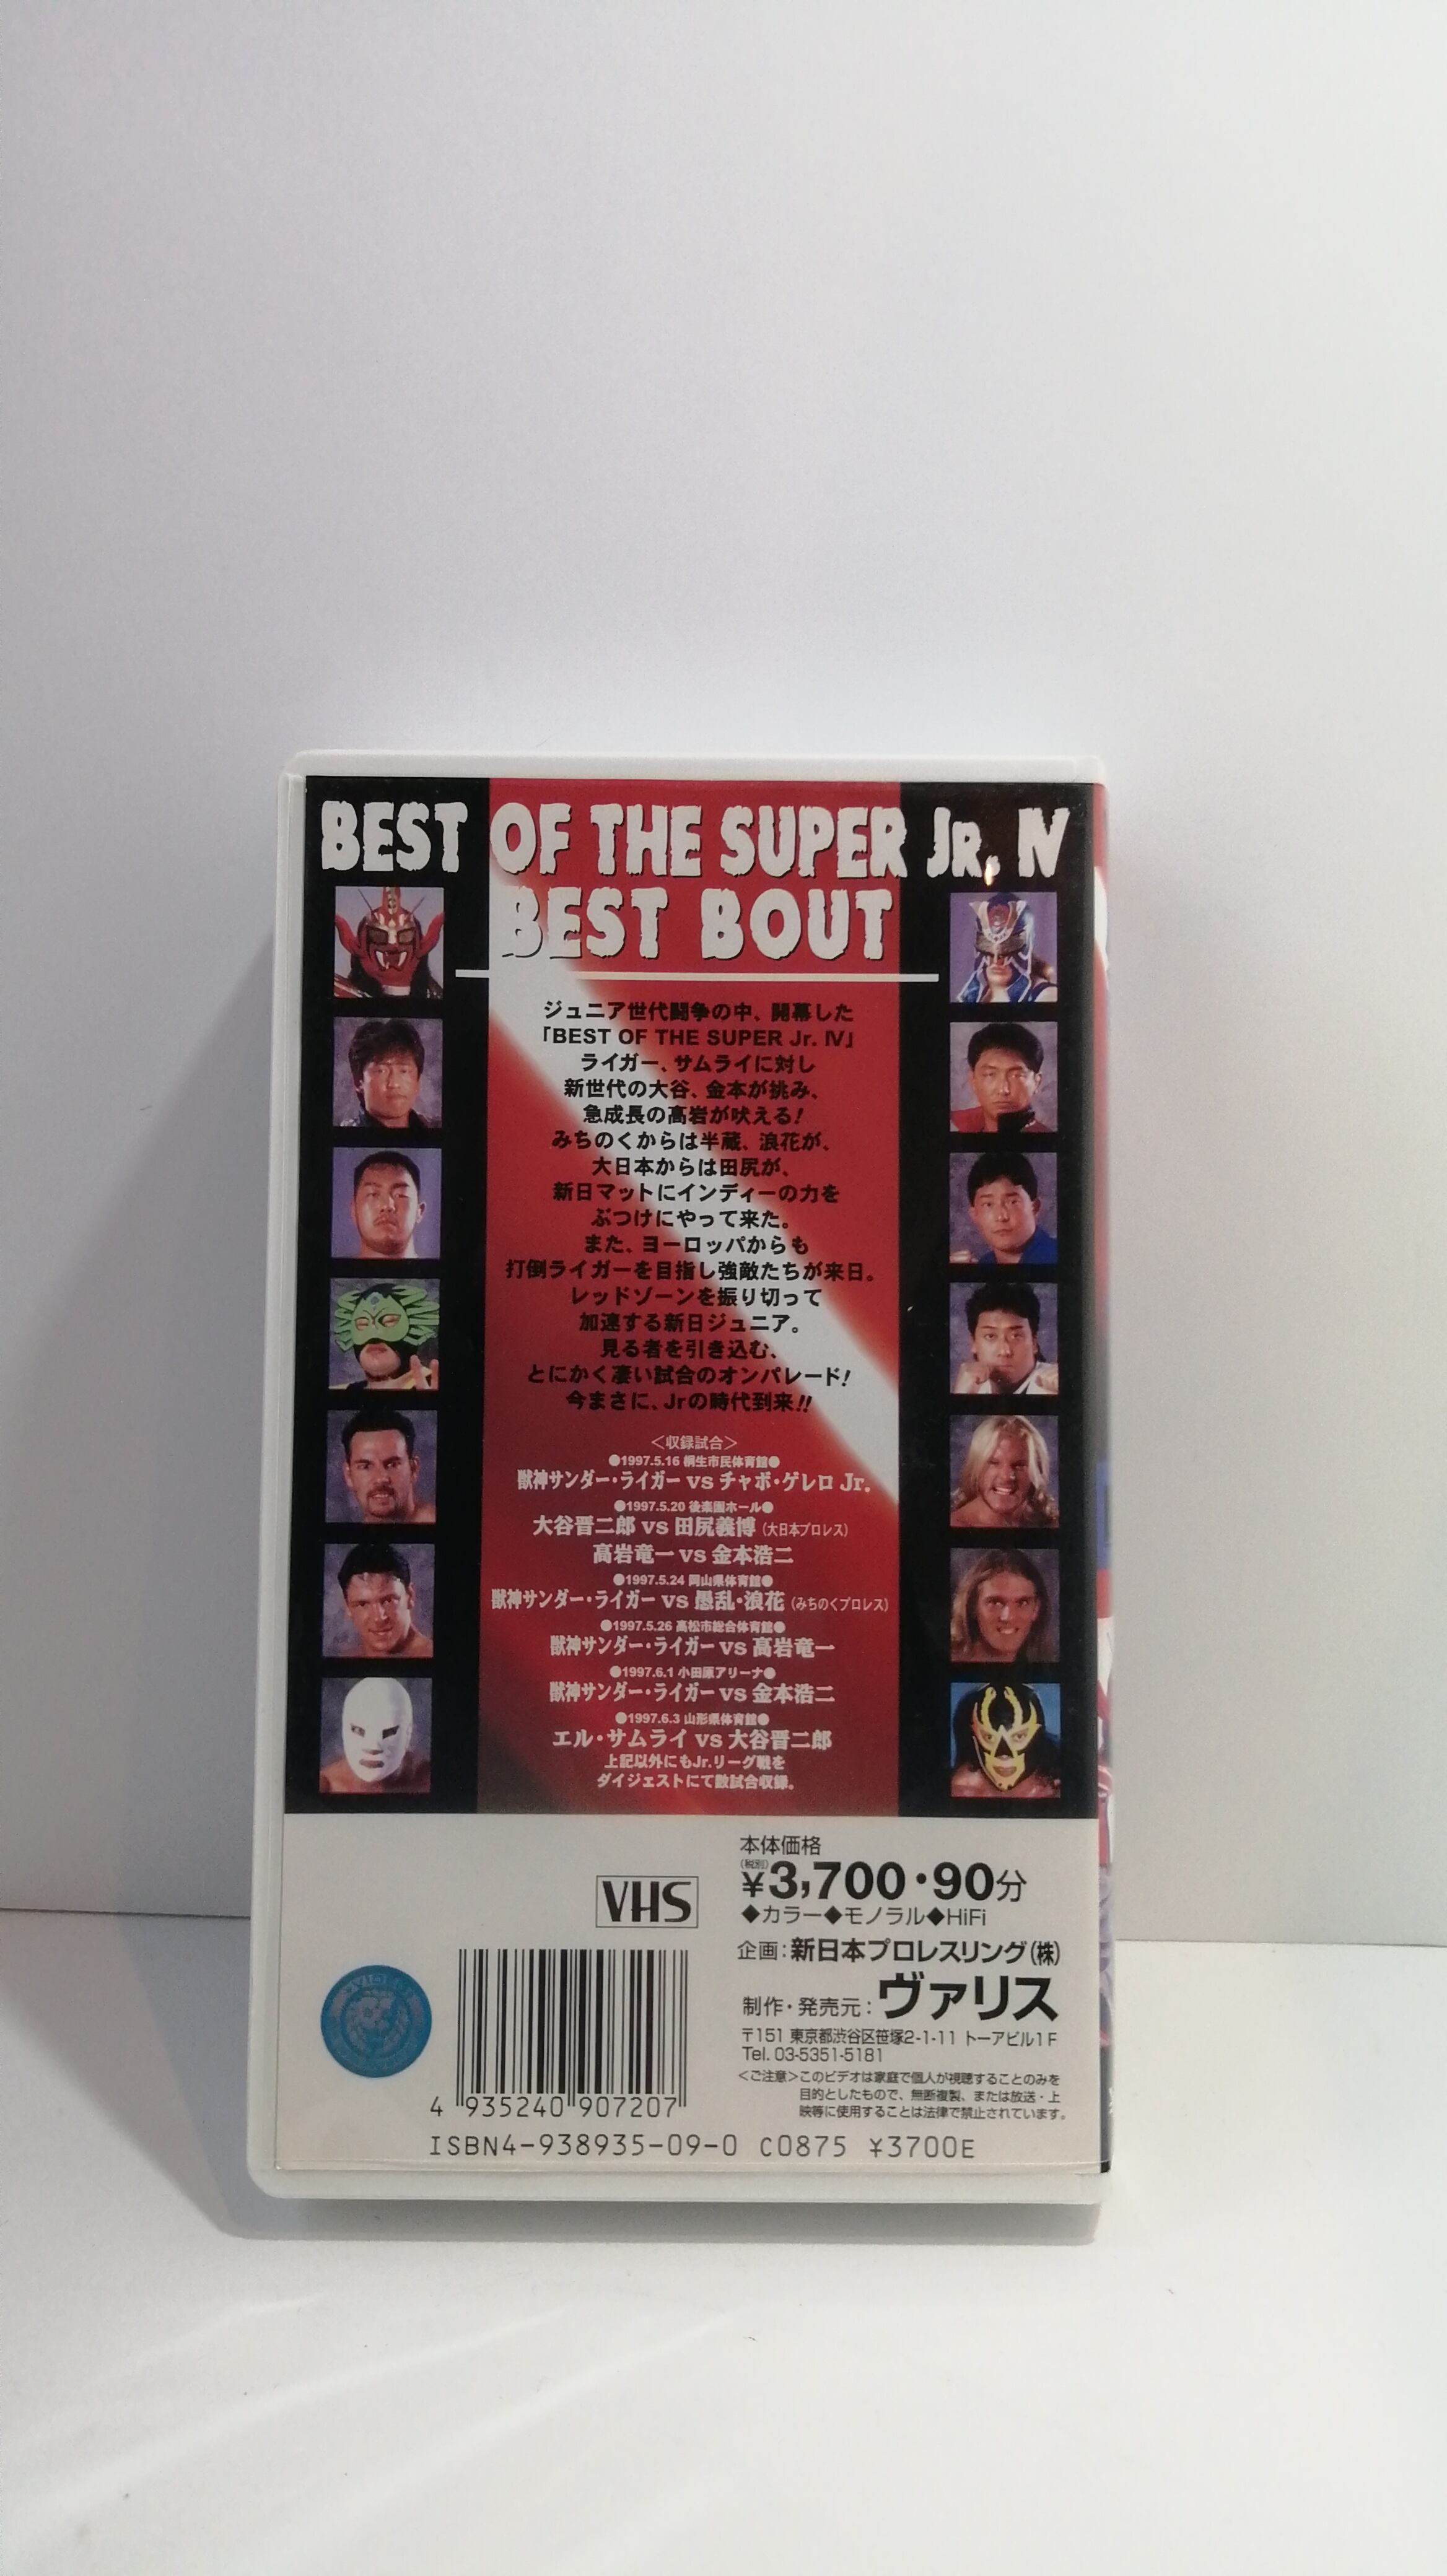 BEST OF THE SUPER Jr. Ⅳ
BEST BOUT
ジュニア世代闘争の中、開幕した
「BEST OF THE SUPER Jr. Ⅳ」
ライガー、サムライに対し
新世代の大谷、金本が挑み、
急成長の高岩が吠える!
みちのくからは半蔵、浪花が、
大日本からは田尻が、
新日マットにインディーの力を
ぶつけにやって来た。
また、ヨーロッパからも
打倒ライガーを目指し強敵たちが来日。
レッドゾーンを振り切って
加速する新日ジュニア。
見る者を引き込む、
とにかく凄い試合のオンパレード!
今まさに、Jrの時代到来!!
<収録試合>
●1997.5.16 桐生市民体育館●
獣神サンダー・ライガー vs チャボ・ゲレロ Jr.
●1997.5.20 後楽園ホール●
大谷晋二郎 vs 田尻義博 (大日本プロレス)
高岩竜一 vs 金本浩二
●1997.5.24 岡山県体育館●
獣神サンダー・ライガー vs 愚乱・浪花 (みちのくプロレス)
●1997.5.26 高松市総合体育館●
獣神サンダー・ライガー vs 高岩竜一
●1997.6.1 小田原アリーナ●
獣神サンダー・ライガー vs 金本浩二
●1997.6.3 山形県体育館●
エル・サムライ vs 大谷晋二郎
上記以外にもJr.リーグ戦を
ダイジェストにて数試合収録。
本体価格
(税別)
¥3,700・90分
VHS
◆カラー◆モノラル◆HiFi
企画：新日本プロレスリング(株)
制作・発売元：ヴァリス
〒151 東京都渋谷区笹塚2-1-11 トーアビル1F
Tel. 03-5351-5181
<ご注意>このビデオは家庭で個人が視聴することのみを
目的としたもので、無断複製、または放送・上
映等に使用することは法律で禁止されています。
4 935240 907207
ISBN4-938935-09-0 C0875 ¥3700E